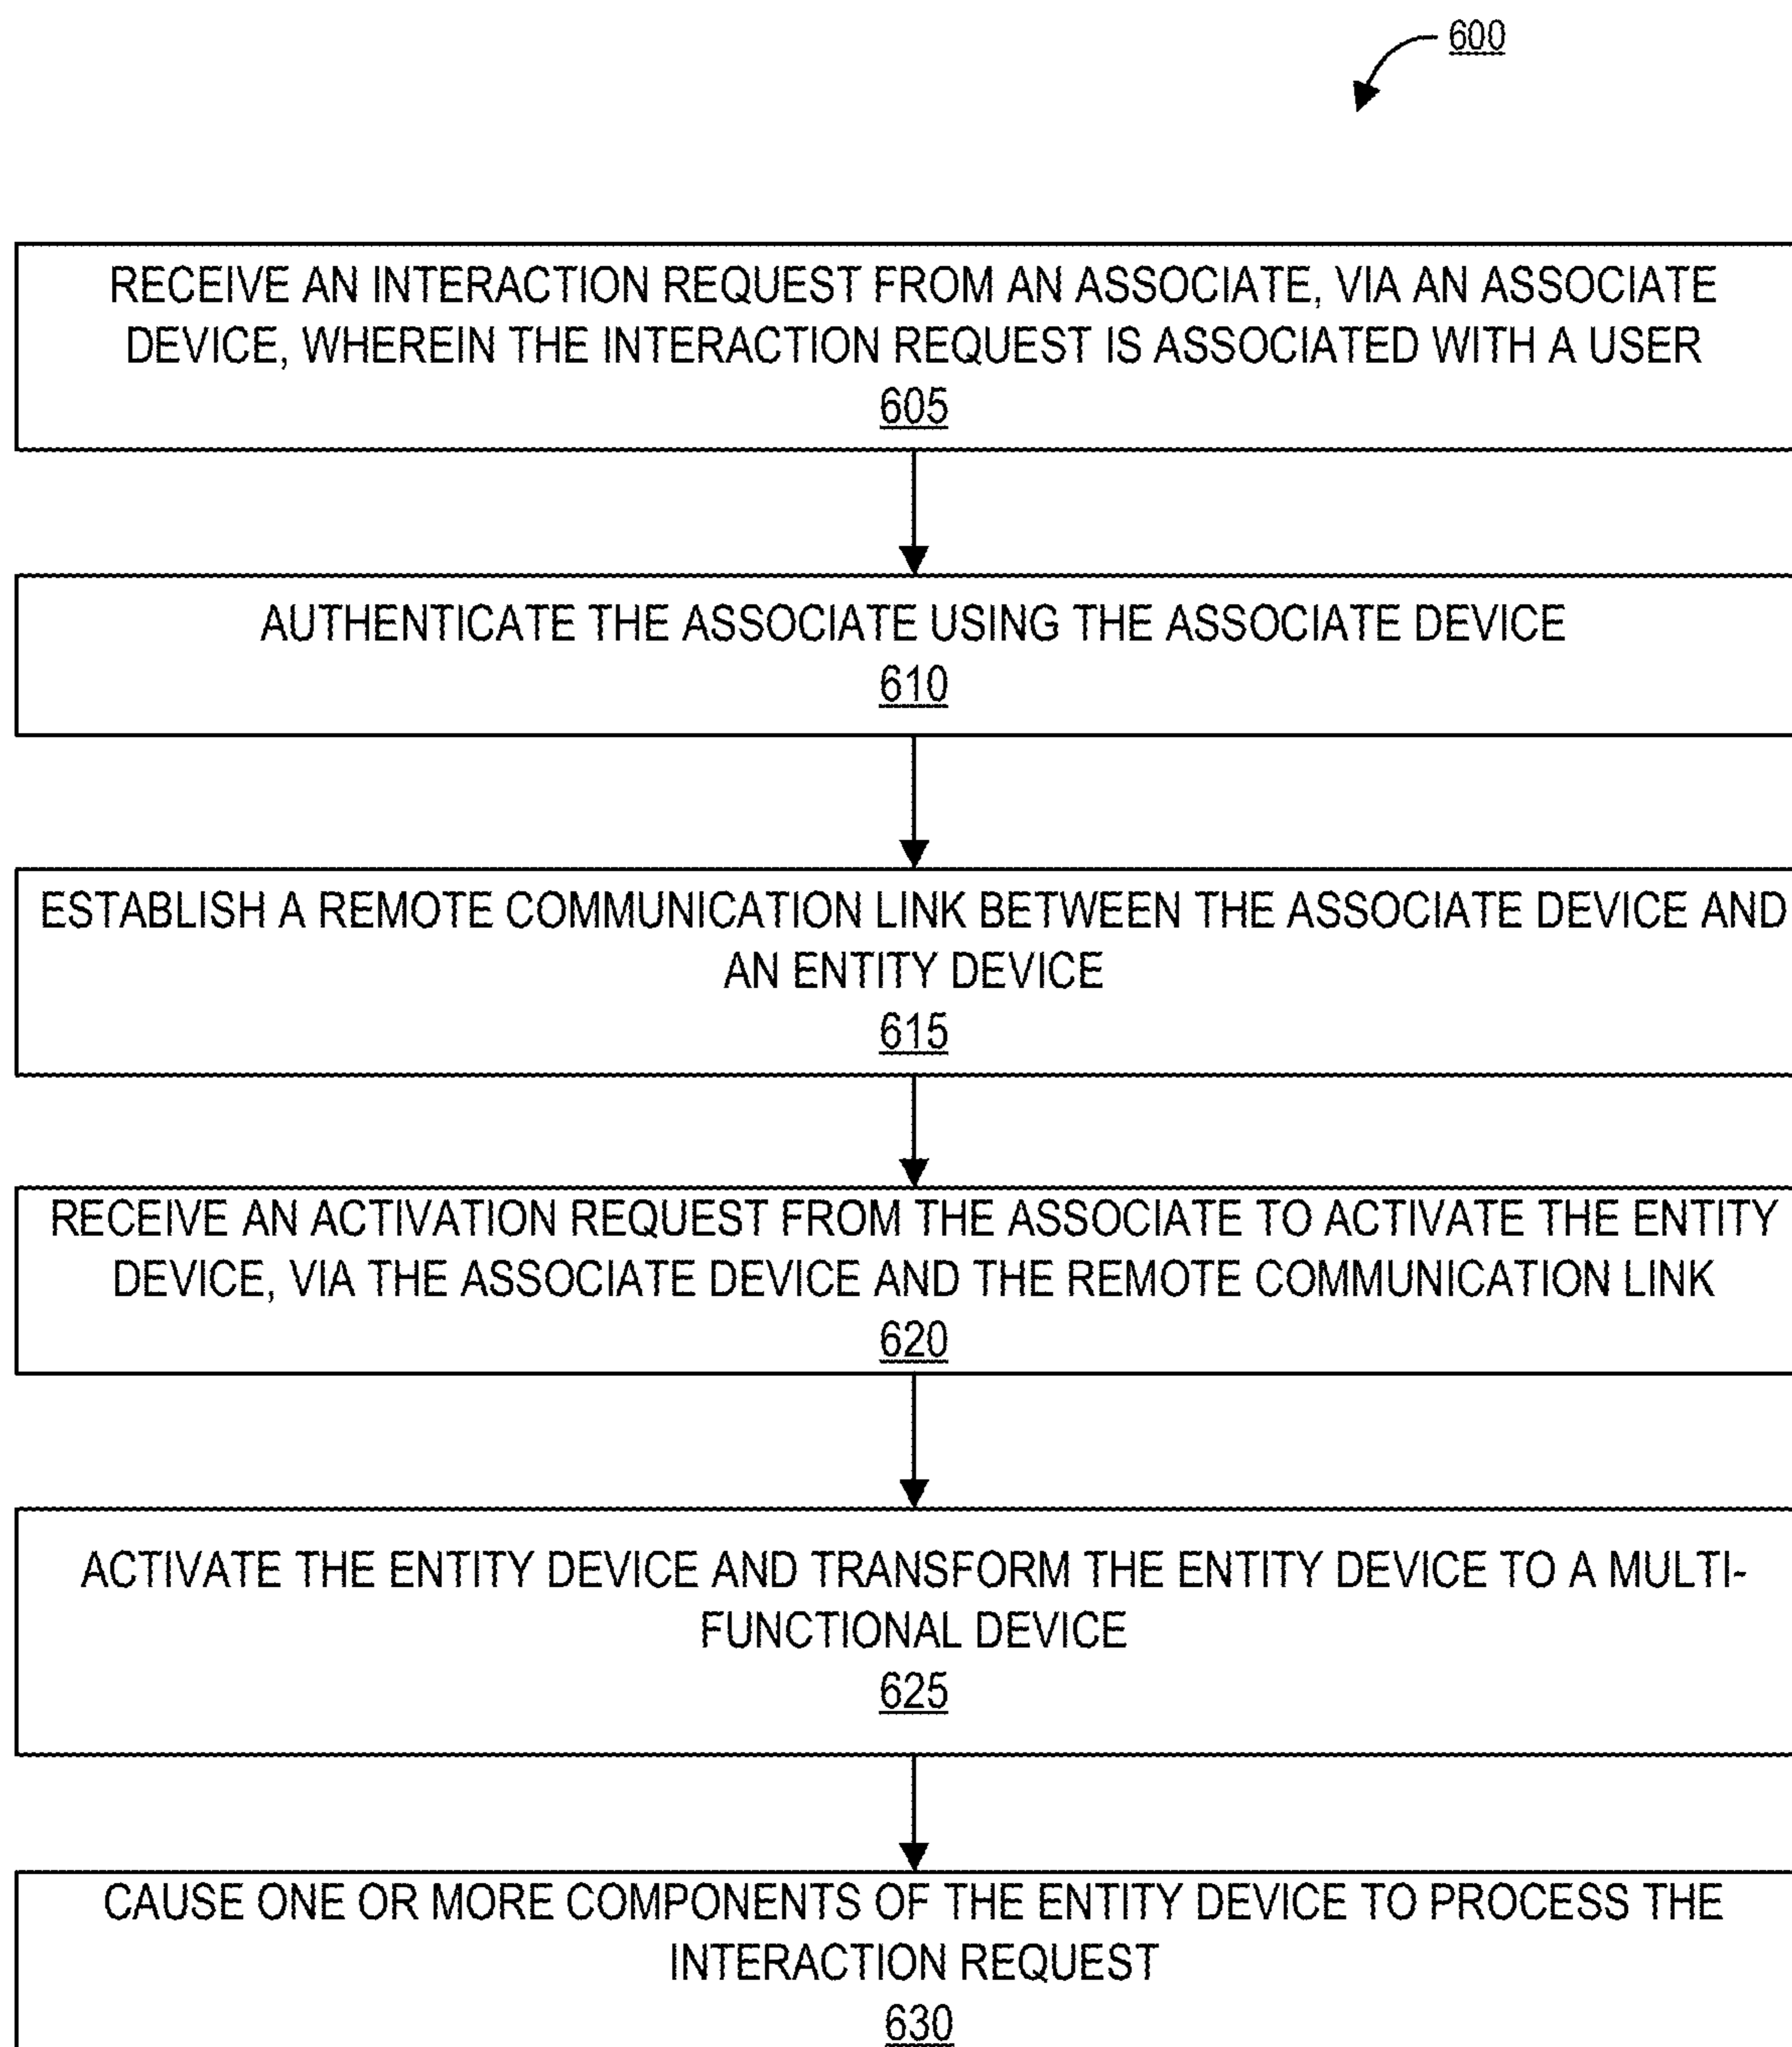 600
RECEIVE AN INTERACTION REQUEST FROM AN ASSOCIATE, VIA AN ASSOCIATE
DEVICE, WHEREIN THE INTERACTION REQUEST IS ASSOCIATED WITH A USER
605
AUTHENTICATE THE ASSOCIATE USING THE ASSOCIATE DEVICE
610
ESTABLISH A REMOTE COMMUNICATION LINK BETWEEN THE ASSOCIATE DEVICE AND
AN ENTITY DEVICE
615
RECEIVE AN ACTIVATION REQUEST FROM THE ASSOCIATE TO ACTIVATE THE ENTITY
DEVICE, VIA THE ASSOCIATE DEVICE AND THE REMOTE COMMUNICATION LINK
620
ACTIVATE THE ENTITY DEVICE AND TRANSFORM THE ENTITY DEVICE TO A MULTI-
FUNCTIONAL DEVICE
625
CAUSE ONE OR MORE COMPONENTS OF THE ENTITY DEVICE TO PROCESS THE
INTERACTION REQUEST
630